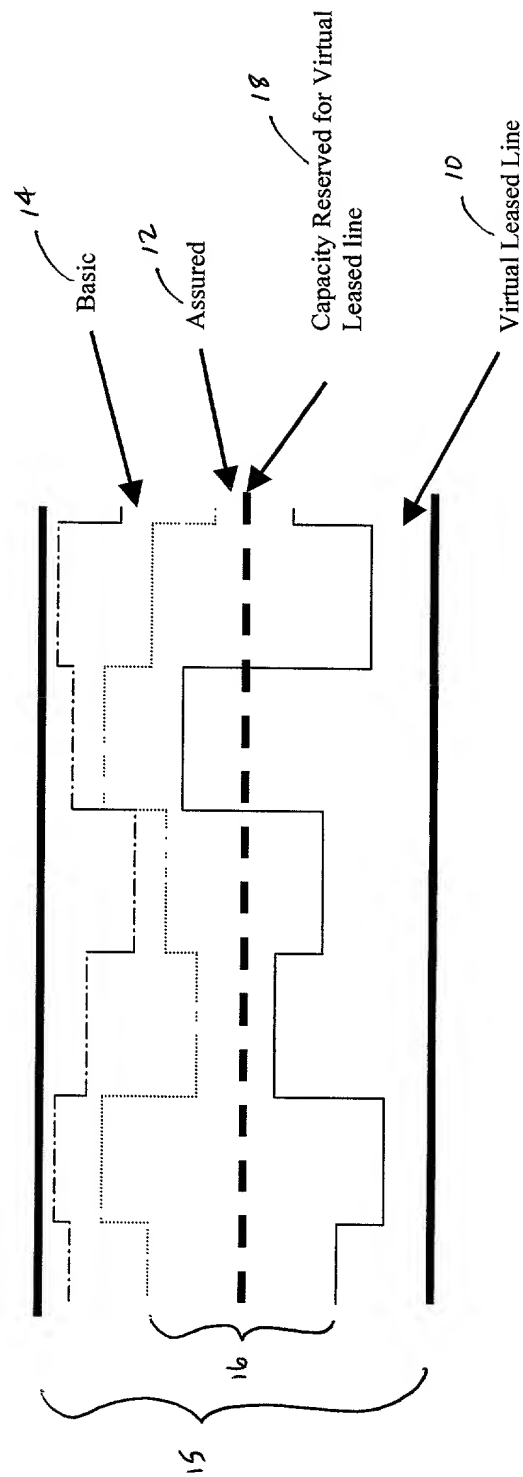 14
Basic
12
Assured
18
Capacity Reserved for Virtual
Leased line
10
Virtual Leased Line
16
15